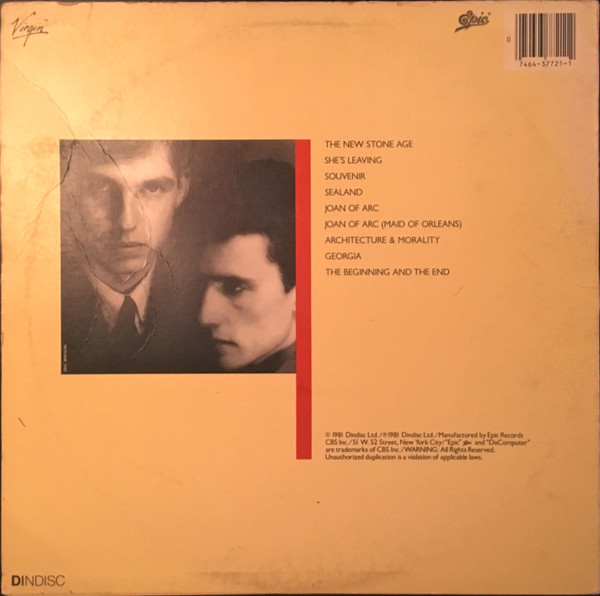 Virgin
Epic
0
7464-37721-1
THE NEW STONE AGE
SHE'S LEAVING
SOUVENIR
SEALAND
JOAN OF ARC
JOAN OF ARC (MAID OF ORLEANS)
ARCHITECTURE & MORALITY
GEORGIA
THE BEGINNING AND THE END
© 1981 Dindisc Ltd./℗1981 Dindisc Ltd./Manufactured by Epic Records
CBS Inc./51 W. 52 Street, New York City/"Epic" and "DisComputer"
are trademarks of CBS Inc./WARNING: All Rights Reserved.
Unauthorized duplication is a violation of applicable laws.
DINDISC